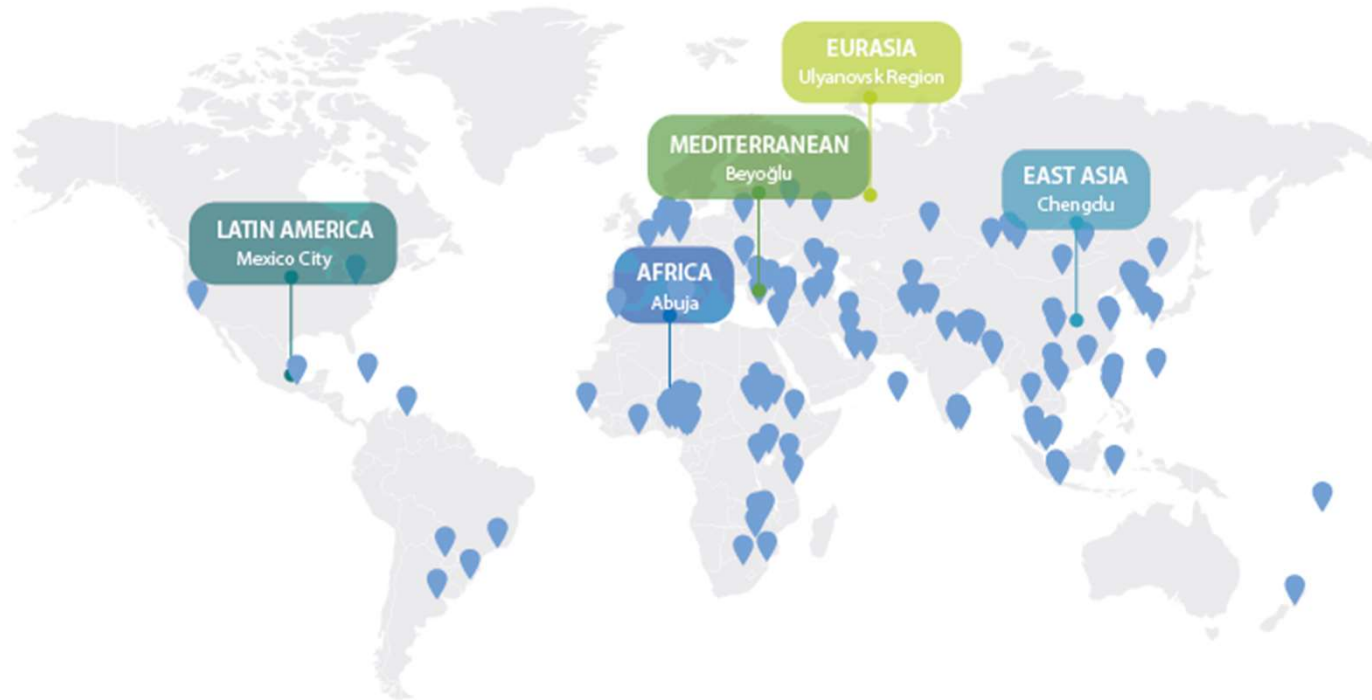 EURASIA
Ulyanovsk Region
MEDITERRANEAN
Beyoğlu
EAST ASIA
Chengdu
LATIN AMERICA
Mexico City
AFRICA
Abuja